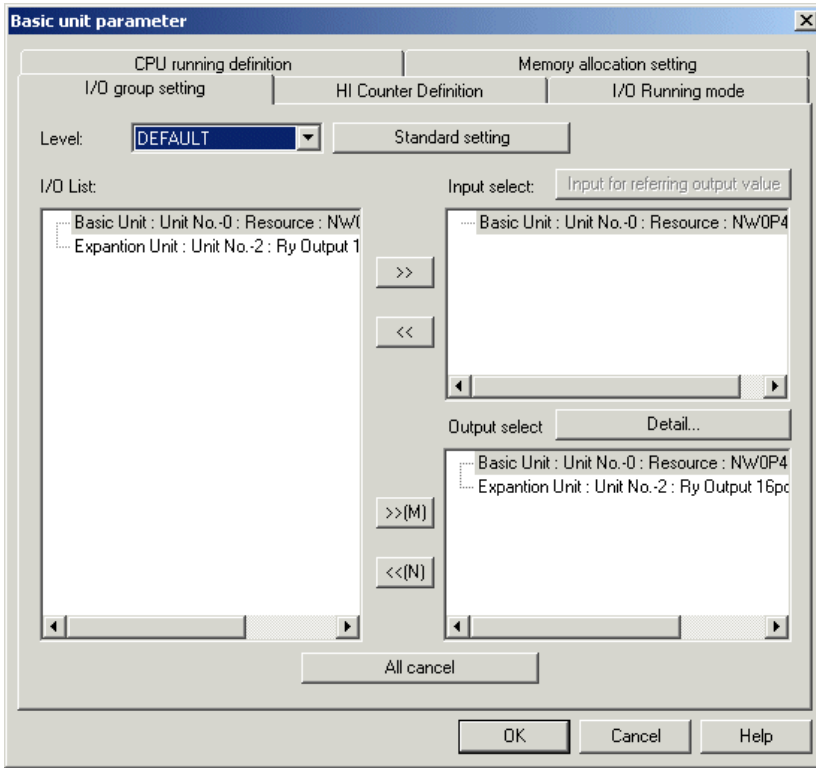 Basic unit parameter
CPU running definition
Memory allocation setting
I/O group setting
HI Counter Definition
I/O Running mode
Level:
DEFAULT
Standard setting
I/O List:
Input select:
Input for referring output value
Basic Unit : Unit No.-0 : Resource : NW0
Expantion Unit : Unit No.-2 : Ry Output 1
Basic Unit : Unit No.-0 : Resource : NW0P4
>>
<<
Output select
Detail...
Basic Unit : Unit No.-0 : Resource : NW0P4
Expantion Unit : Unit No.-2 : Ry Output 16po
>>(M)
<<(N)
All cancel
OK
Cancel
Help